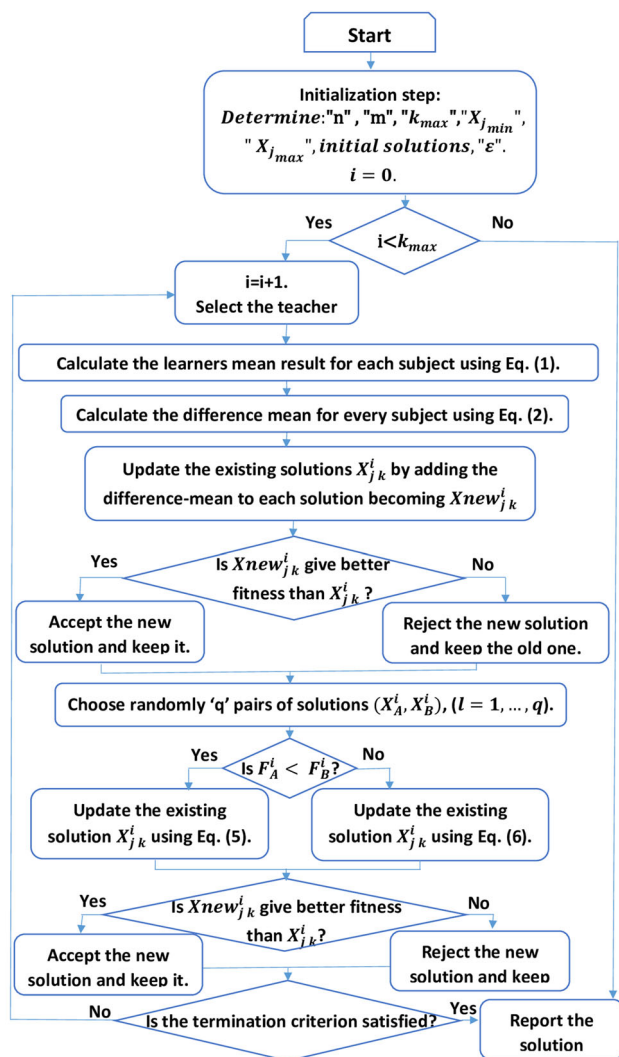 Start
Initialization step:
Determine:"n" , "m", "k_max","X_j_min",
" X_j_max", initial solutions, "ε".
i = 0.
Yes
No
i<k_max
i=i+1.
Select the teacher
Calculate the learners mean result for each subject using Eq. (1).
Calculate the difference mean for every subject using Eq. (2).
Update the existing solutions X^i_j k by adding the
difference-mean to each solution becoming Xnew^i_j k
Yes
No
Is Xnew^i_j k give better
fitness than X^i_j k ?
Accept the new
solution and keep it.
Reject the new solution
and keep the old one.
Choose randomly ‘q’ pairs of solutions (X^i_A, X^i_B), (l = 1, … , q).
Yes
No
Is F^i_A < F^i_B?
Update the existing
solution X^i_j k using Eq. (5).
Update the existing
solution X^i_j k using Eq. (6).
Yes
No
Is Xnew^i_j k give better fitness
than X^i_j k?
Accept the new
solution and keep it.
Reject the new
solution and keep
No
Yes
Is the termination criterion satisfied?
Report the
solution